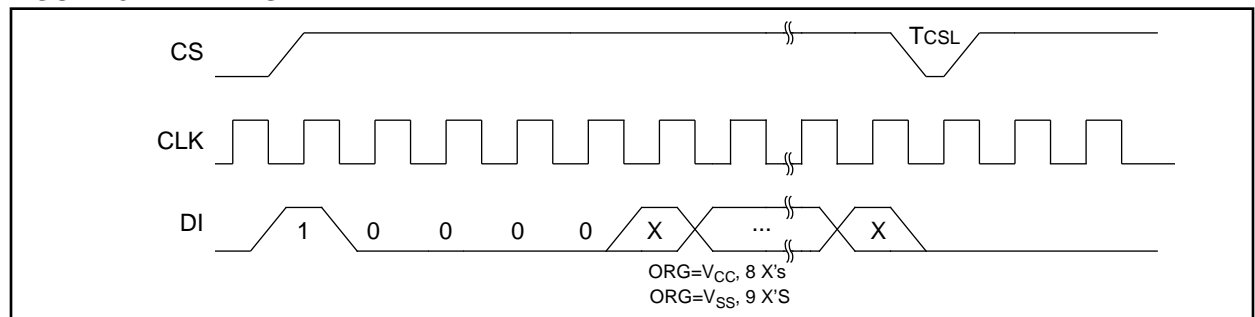 CS
TCSL
CLK
DI
1 0 0 0 0 X ... X
ORG=VCC, 8 X's
ORG=VSS, 9 X'S